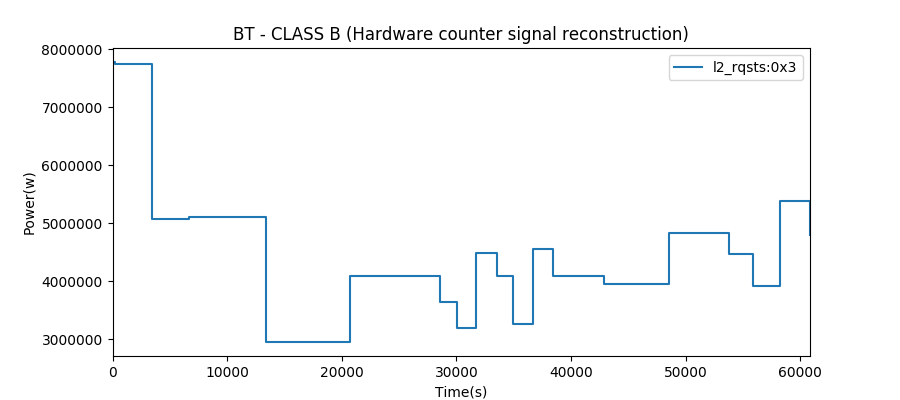 BT - CLASS B (Hardware counter signal reconstruction)
l2_rqsts:0x3
Power(w)
8000000
7000000
6000000
5000000
4000000
3000000
0 10000 20000 30000 40000 50000 60000
Time(s)